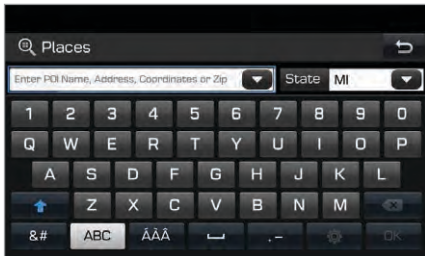 Places
Enter POI Name, Address, Coordinates or Zip State MI
1 2 3 4 5 6 7 8 9 0
Q W E R T Y U I O P
A S D F G H J K L
Z X C V B N M
&# ABC ÁÀÂ .– OK